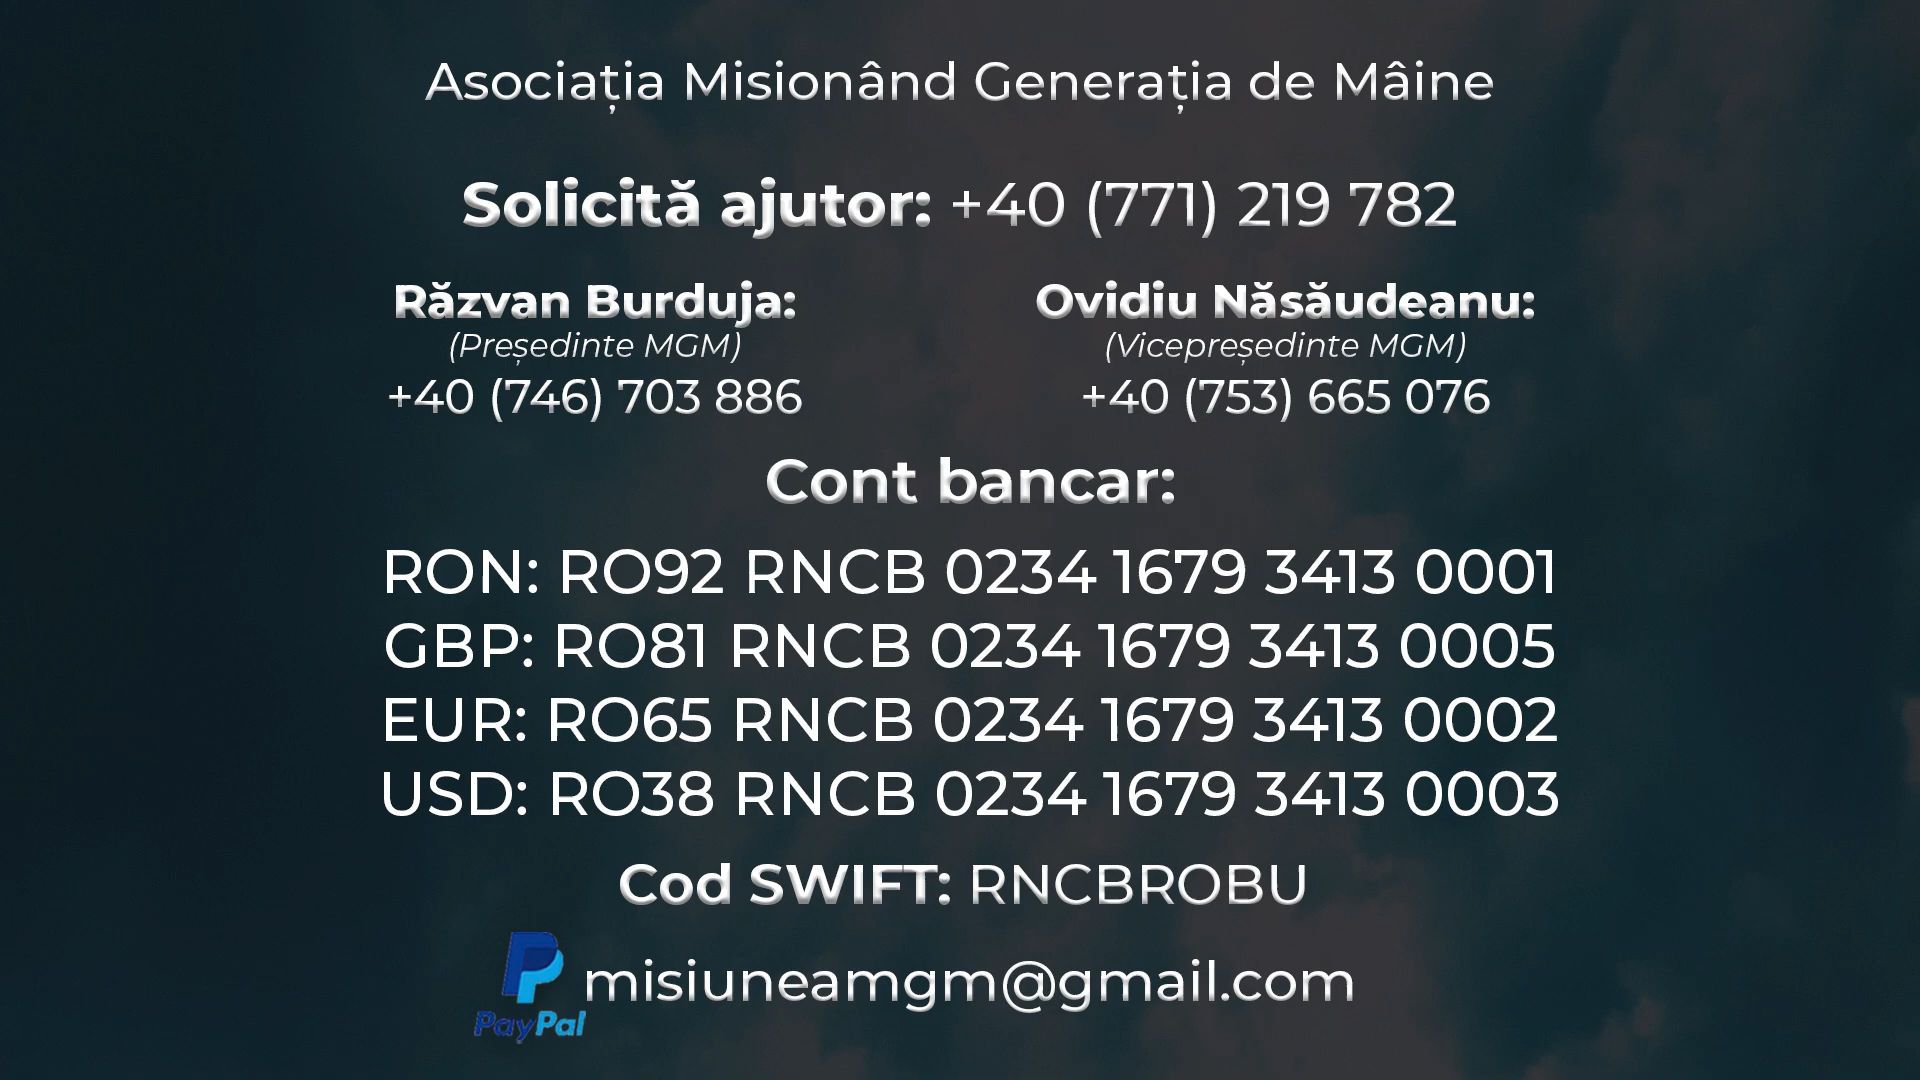 Asociația Misionând Generația de Mâine
Solicită ajutor: +40 (771) 219 782
Răzvan Burduja:
(Președinte MGM)
+40 (746) 703 886
Ovidiu Năsăudeanu:
(Vicepreședinte MGM)
+40 (753) 665 076
Cont bancar:
RON: RO92 RNCB 0234 1679 3413 0001
GBP: RO81 RNCB 0234 1679 3413 0005
EUR: RO65 RNCB 0234 1679 3413 0002
USD: RO38 RNCB 0234 1679 3413 0003
Cod SWIFT: RNCBROBU
PayPal misiuneamgm@gmail.com